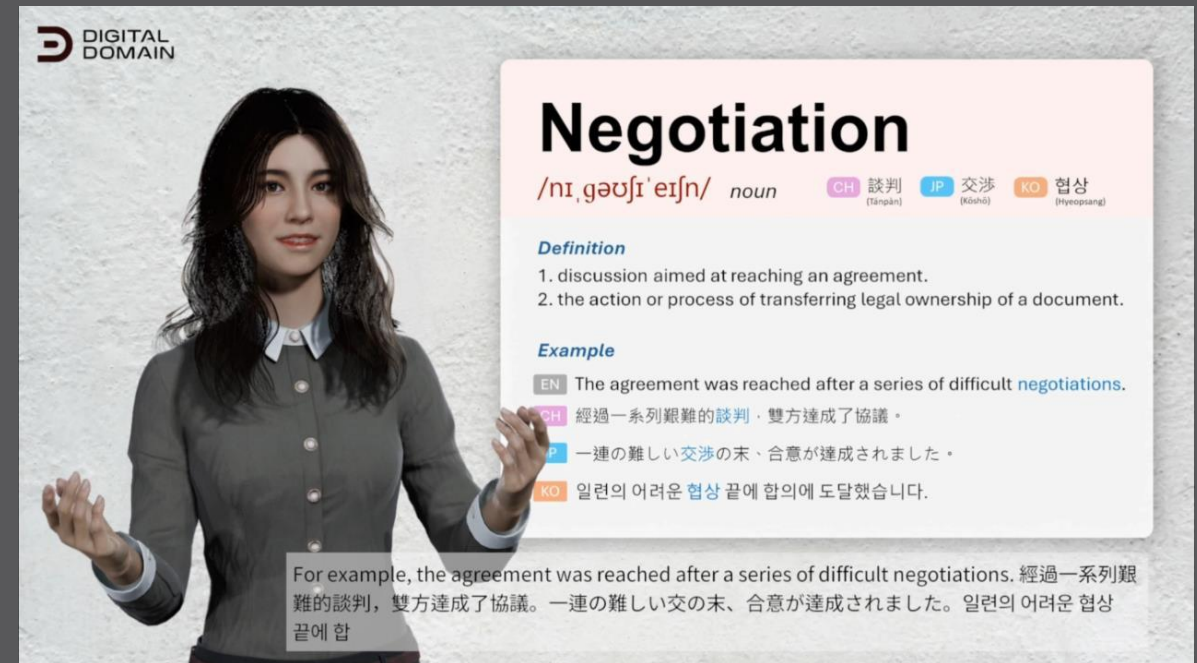 DIGITAL
DOMAIN
Negotiation
/nɪˌɡəʊʃɪˈeɪʃn/ noun CH 談判 (Tánpàn) JP 交渉 (Kōshō) KO 협상 (Hyeopsang)
Definition
1. discussion aimed at reaching an agreement.
2. the action or process of transferring legal ownership of a document.
Example
EN The agreement was reached after a series of difficult negotiations.
CH 經過一系列艱難的談判，雙方達成了協議。
P 一連の難しい交渉の末、合意が達成されました。
KO 일련의 어려운 협상 끝에 합의에 도달했습니다.
For example, the agreement was reached after a series of difficult negotiations. 經過一系列艱
難的談判，雙方達成了協議。一連の難しい交の末、合意が達成されました。일련의 어려운 협상
끝에 합